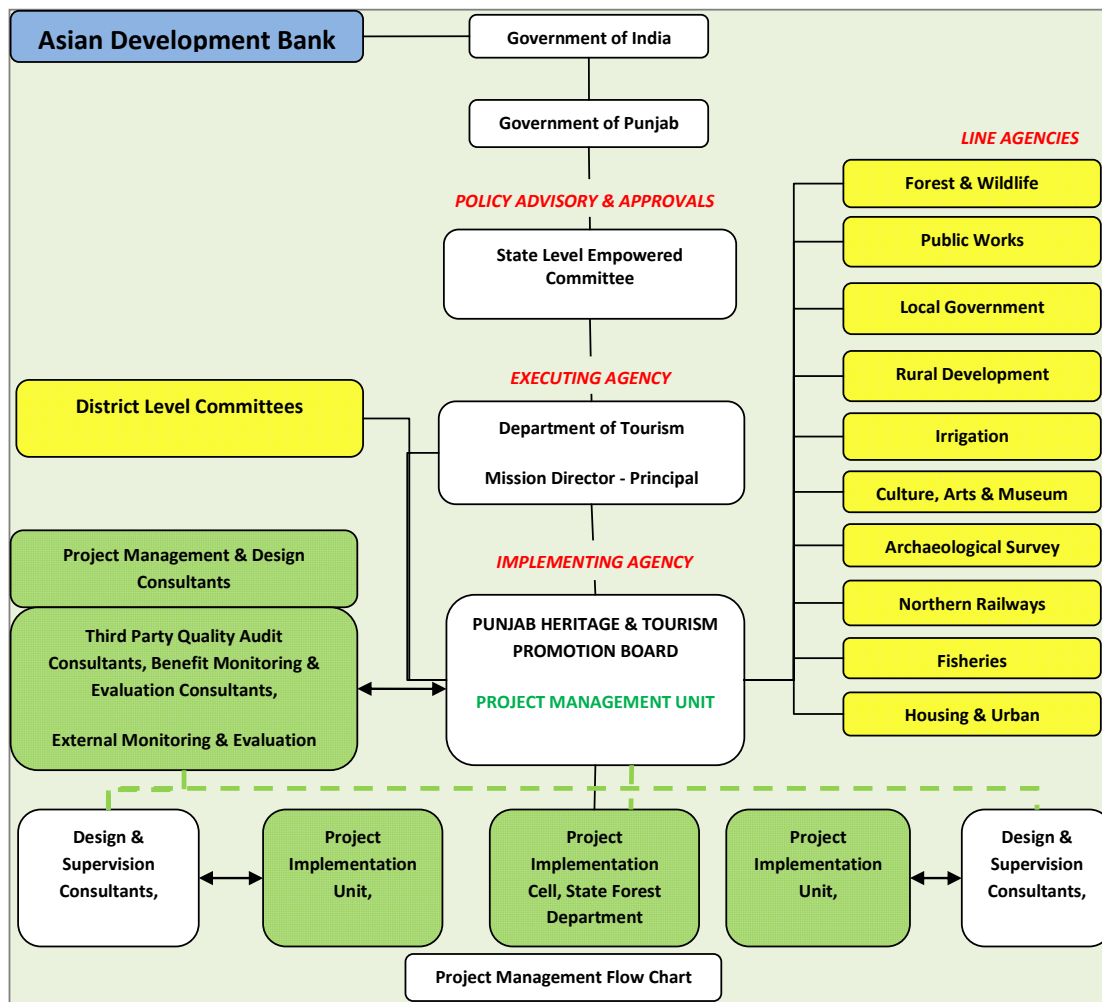 Asian Development Bank
Government of India
Government of Punjab
LINE AGENCIES
Forest & Wildlife
POLICY ADVISORY & APPROVALS
Public Works
State Level Empowered
Committee
Local Government
Rural Development
EXECUTING AGENCY
District Level Committees
Department of Tourism
Mission Director - Principal
Irrigation
Culture, Arts & Museum
Archaeological Survey
Northern Railways
Fisheries
Housing & Urban
Project Management & Design
Consultants
IMPLEMENTING AGENCY
Third Party Quality Audit
Consultants, Benefit Monitoring &
Evaluation Consultants,
External Monitoring & Evaluation
PUNJAB HERITAGE & TOURISM
PROMOTION BOARD
PROJECT MANAGEMENT UNIT
Design &
Supervision
Consultants,
Project
Implementation
Unit,
Project
Implementation
Cell, State Forest
Department
Project
Implementation
Unit,
Design &
Supervision
Consultants,
Project Management Flow Chart